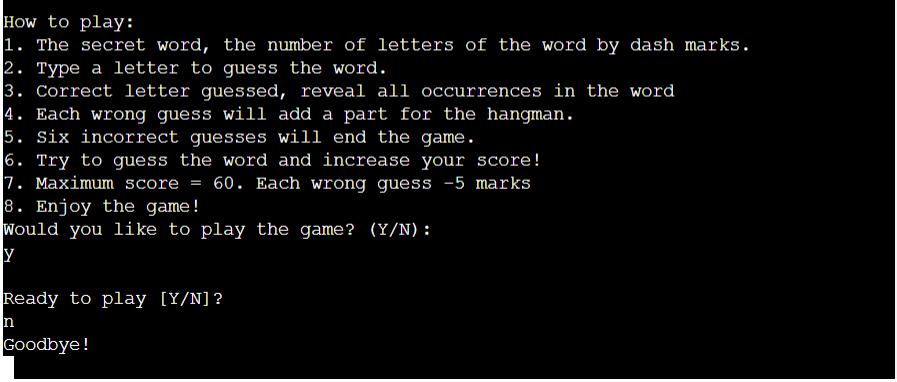 How to play:
1. The secret word, the number of letters of the word by dash marks.
2. Type a letter to guess the word.
3. Correct letter guessed, reveal all occurrences in the word
4. Each wrong guess will add a part for the hangman.
5. Six incorrect guesses will end the game.
6. Try to guess the word and increase your score!
7. Maximum score = 60. Each wrong guess -5 marks
8. Enjoy the game!
Would you like to play the game? (Y/N):
y
Ready to play [Y/N]?
n
Goodbye!